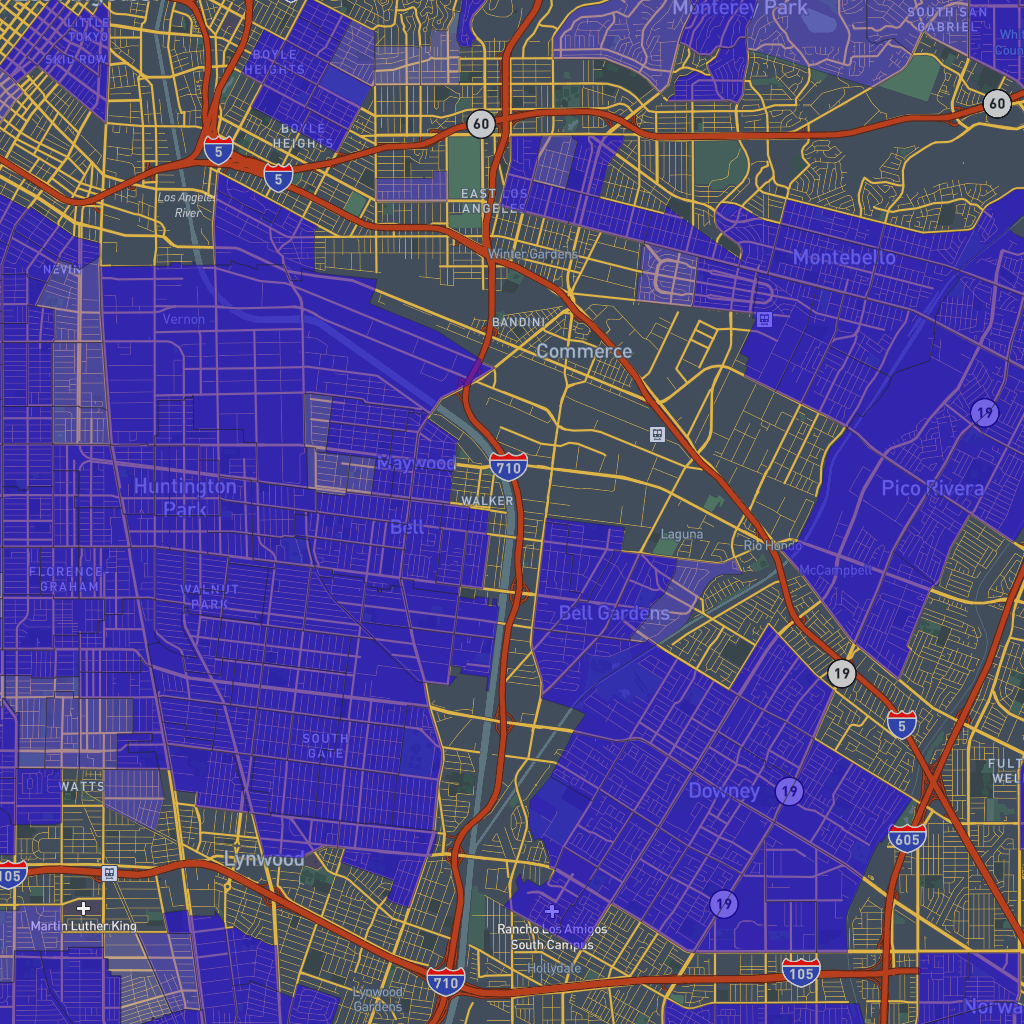 Monterey Park
SOUTH SAN
GABRIEL
LITTLE
TOKYO
SKID ROW
BOYLE
HEIGHTS
60
60
BOYLE
HEIGHTS
5
5
Los Angeles
River
EAST LOS
ANGELES
Winter Gardens
Montebello
NEVIN
Vernon
BANDINI
Commerce
19
Maywood
710
Huntington
Park
WALKER
Pico Rivera
Bell
Laguna
Rio Hondo
McCampbell
FLORENCE-
GRAHAM
WALNUT
PARK
Bell Gardens
19
5
SOUTH
GATE
WATTS
Downey
19
605
Lynwood
105
19
Martin Luther King
Rancho Los Amigos
South Campus
Hollydale
105
710
Lynwood
Gardens